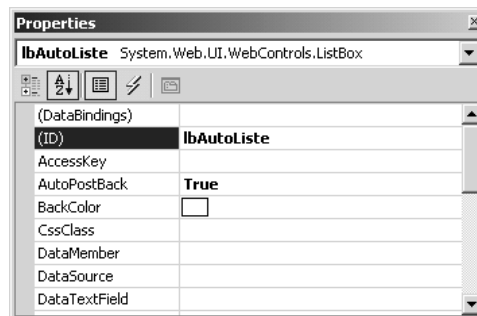 Properties
lbAutoListe System.Web.UI.WebControls.ListBox
(DataBindings)
(ID) lbAutoListe
AccessKey
AutoPostBack True
BackColor
CssClass
DataMember
DataSource
DataTextField